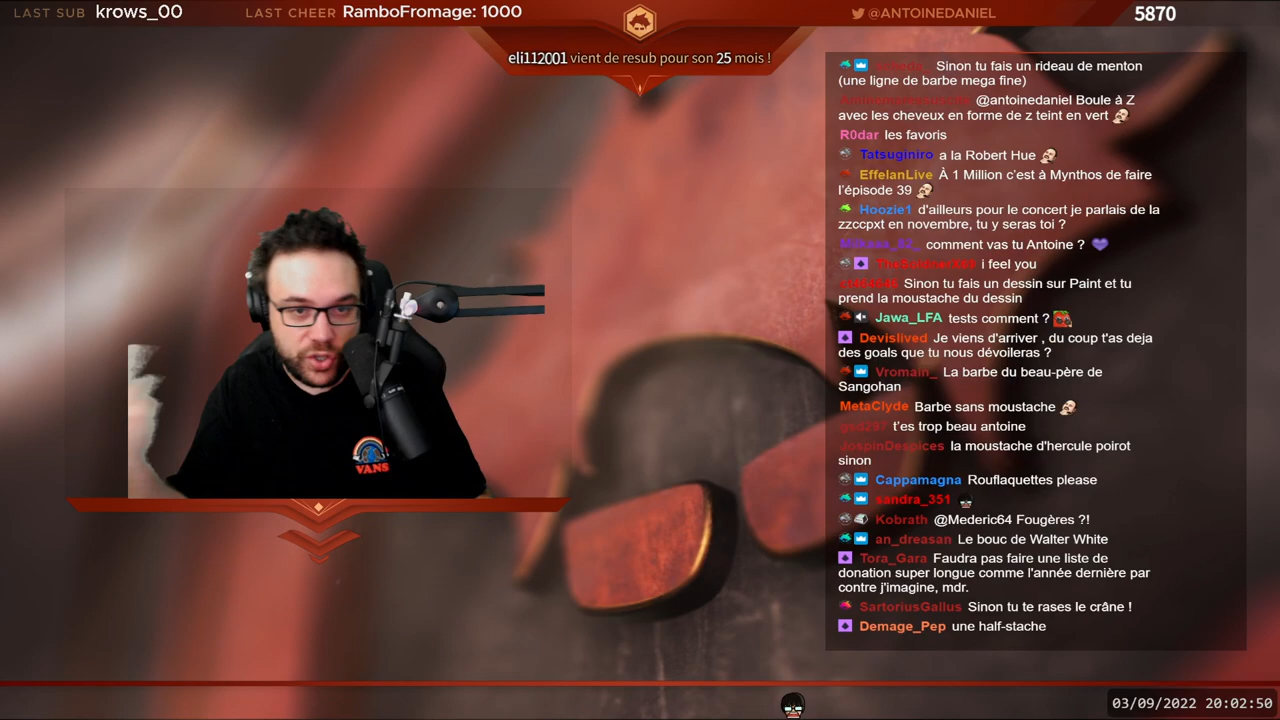 LAST SUB krows_00
LAST CHEER RamboFromage: 1000
@ANTOINEDANIEL
5870
eli112001 vient de resub pour son 25 mois !
VANS
Sinon tu fais un rideau de menton
(une ligne de barbe mega fine)
@antoinedaniel Boule à Z
avec les cheveux en forme de z teint en vert
R0dar les favoris
Tatsuginiro a la Robert Hue
EffelanLive À 1 Million c'est à Mynthos de faire
l'épisode 39
Hoozie1 d'ailleurs pour le concert je parlais de la
zzccpxt en novembre, tu y seras toi ?
comment vas tu Antoine ?
i feel you
Sinon tu fais un dessin sur Paint et tu
prend la moustache du dessin
Jawa_LFA tests comment ?
Devislived Je viens d'arriver , du coup t'as deja
des goals que tu nous dévoileras ?
Vromain_ La barbe du beau-père de
Sangohan
MetaClyde Barbe sans moustache
gsd297 t'es trop beau antoine
JospinDespices la moustache d'hercule poirot
sinon
Cappamagna Rouflaquettes please
sandra_351
Kobrath @Mederic64 Fougères ?!
an_dreasan Le bouc de Walter White
Tora_Gara Faudra pas faire une liste de
donation super longue comme l'année dernière par
contre j'imagine, mdr.
SartoriusGallus Sinon tu te rases le crâne !
Demage_Pep une half-stache
03/09/2022 20:02:50